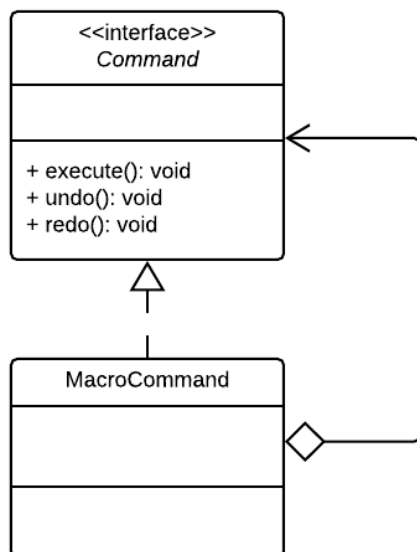 <<interface>>
Command
+ execute(): void
+ undo(): void
+ redo(): void
MacroCommand